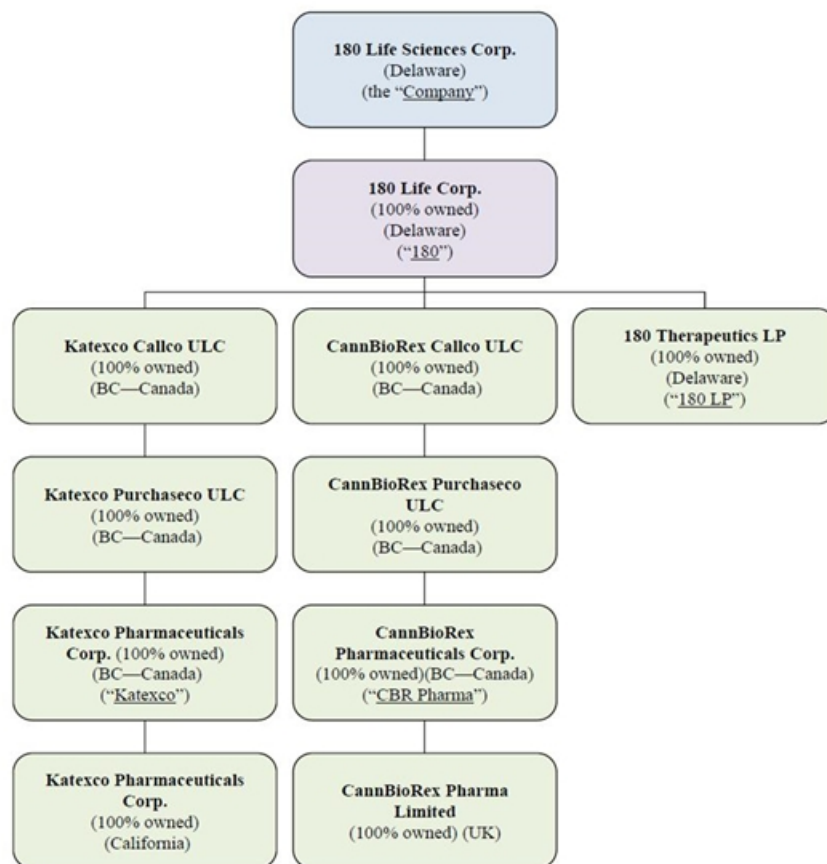 180 Life Sciences Corp.
(Delaware)
(the “Company”)
180 Life Corp.
(100% owned)
(Delaware)
(“180”)
Katexco Callco ULC
(100% owned)
(BC—Canada)
CannBioRex Callco ULC
(100% owned)
(BC—Canada)
180 Therapeutics LP
(100% owned)
(Delaware)
(“180 LP”)
Katexco Purchaseco ULC
(100% owned)
(BC—Canada)
CannBioRex Purchaseco
ULC
(100% owned)
(BC—Canada)
Katexco Pharmaceuticals
Corp. (100% owned)
(BC—Canada)
(“Katexco”)
CannBioRex
Pharmaceuticals Corp.
(100% owned)(BC—Canada)
(“CBR Pharma”)
Katexco Pharmaceuticals
Corp.
(100% owned)
(California)
CannBioRex Pharma
Limited
(100% owned) (UK)